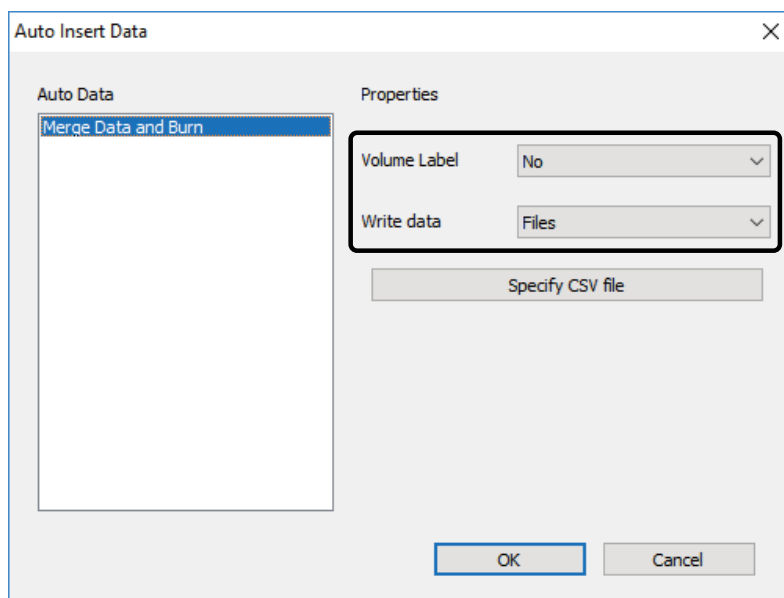 Auto Insert Data
Auto Data
Properties
Merge Data and Burn
Volume Label
No
Write data
Files
Specify CSV file
OK
Cancel